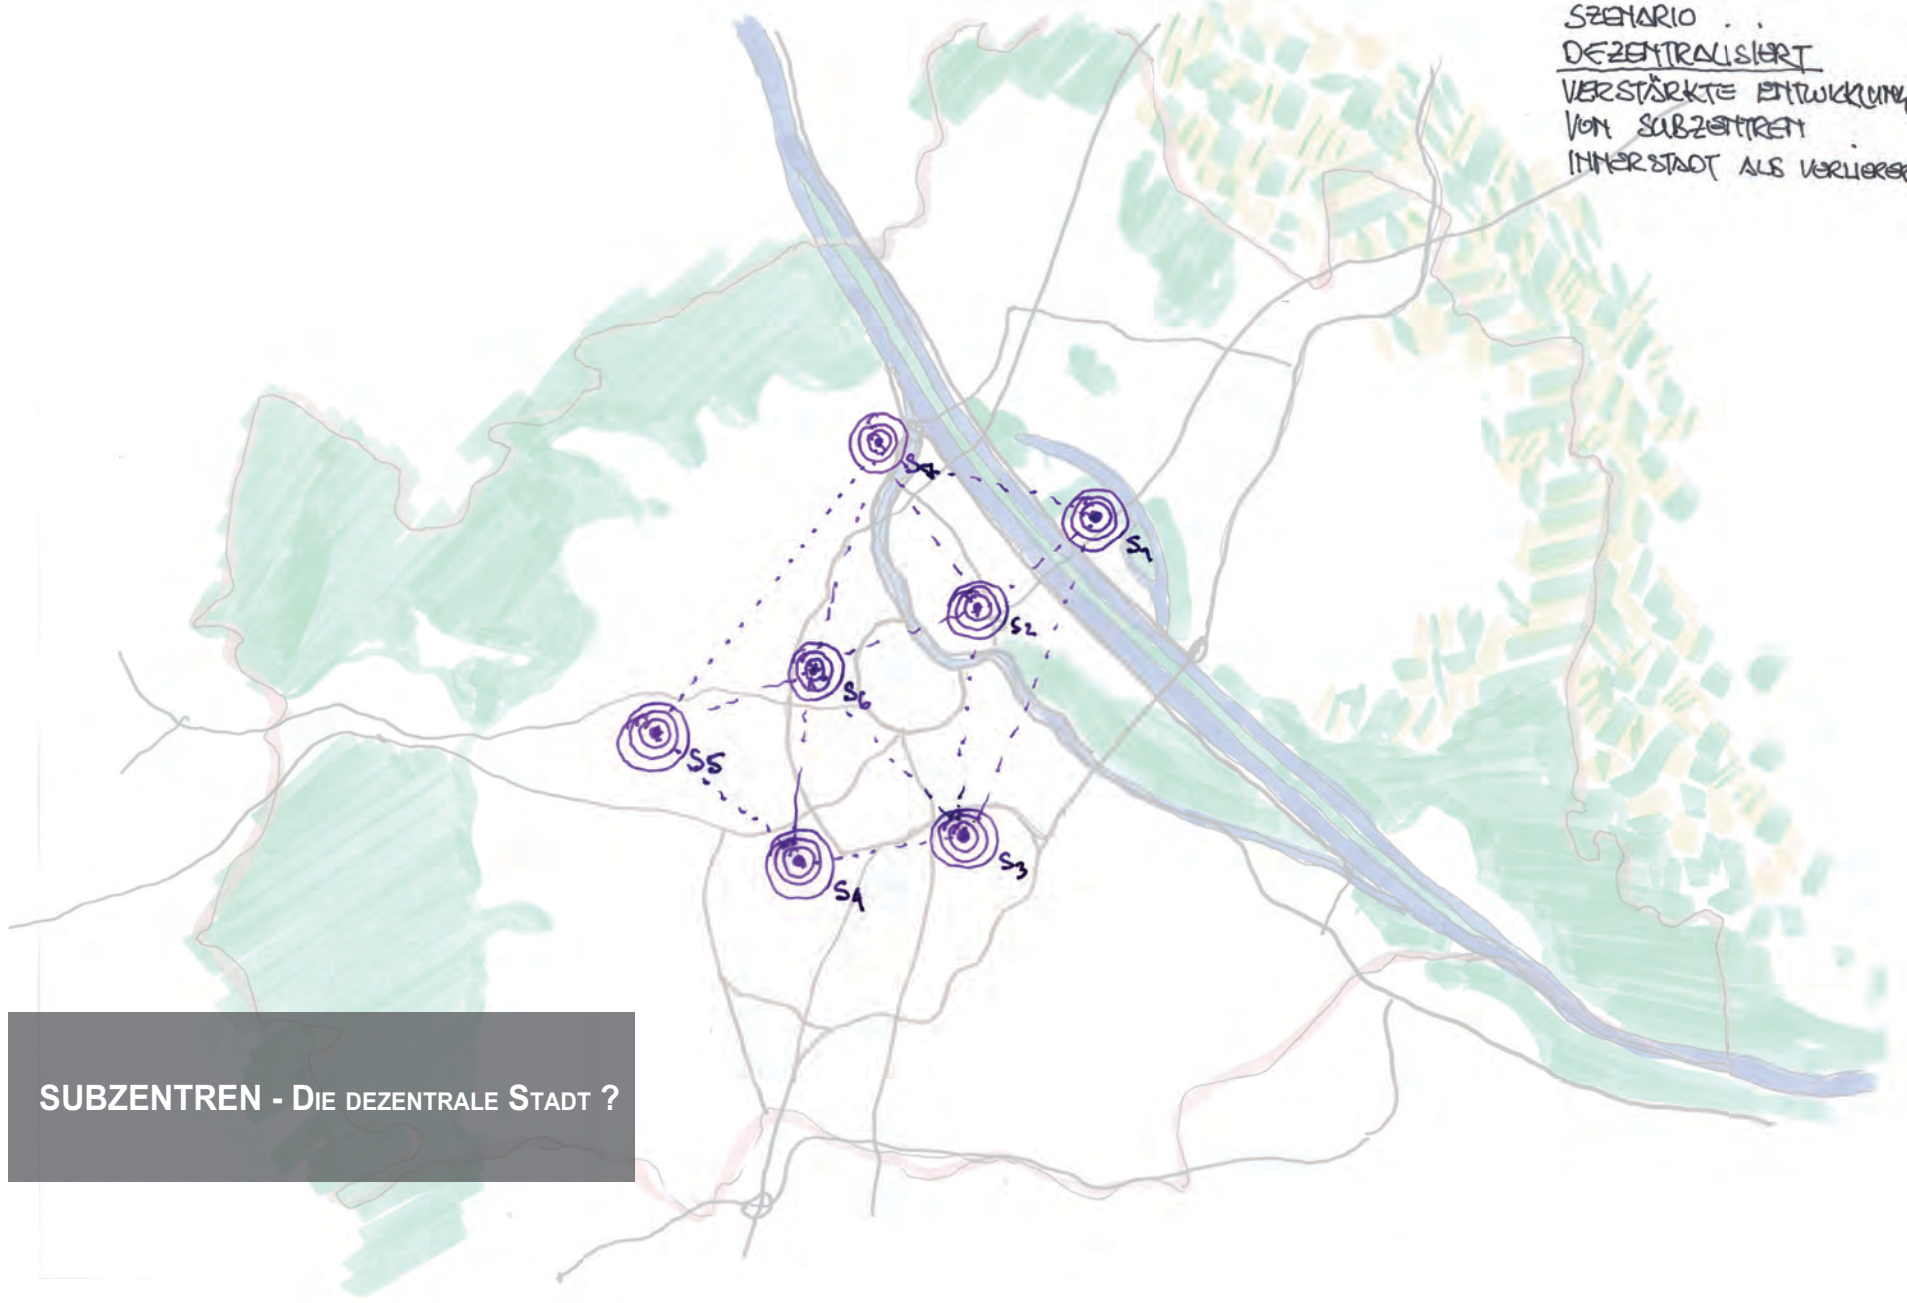 SZENARIO . .
DEZENTRALISIERT
VERSTÄRKTE ENTWICKLUNG
VON SUBZENTREN
INNERSTADT ALS VERLIERER
S1
S2
S6
S5
S3
S4
SUBZENTREN - DIE DEZENTRALE STADT ?